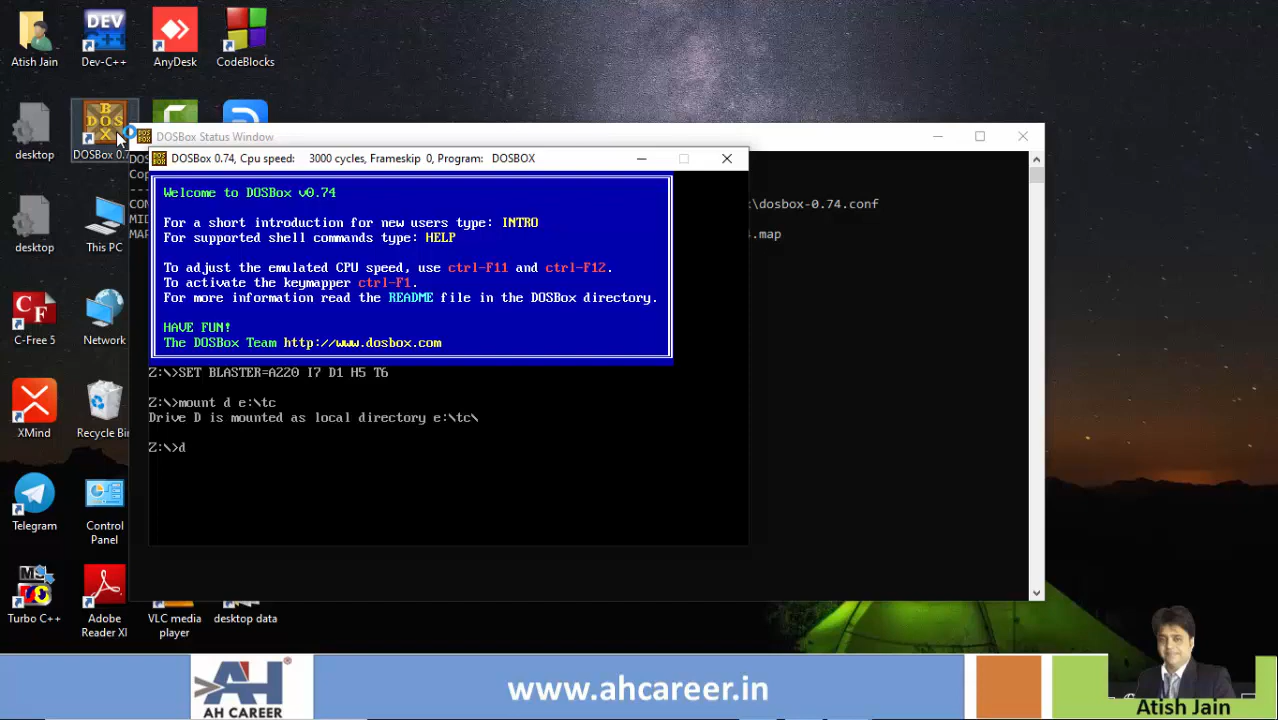 Atish Jain
Dev-C++
AnyDesk
CodeBlocks
desktop
DOSBox 0.7
desktop
This PC
C-Free 5
Network
XMind
Recycle Bin
Telegram
Control
Panel
Turbo C++
Adobe
Reader XI
VLC media
player
desktop data
DOSBox Status Window
\dosbox-0.74.conf
.map
DOSBox 0.74, Cpu speed: 3000 cycles, Frameskip 0, Program: DOSBOX
Welcome to DOSBox v0.74
For a short introduction for new users type: INTRO
For supported shell commands type: HELP
To adjust the emulated CPU speed, use ctrl-F11 and ctrl-F12.
To activate the keymapper ctrl-F1.
For more information read the README file in the DOSBox directory.
HAVE FUN!
The DOSBox Team http://www.dosbox.com
Z:\>SET BLASTER=A220 I7 D1 H5 T6
Z:\>mount d e:\tc
Drive D is mounted as local directory e:\tc\
Z:\>d
AH
AH CAREER
www.ahcareer.in
Atish Jain